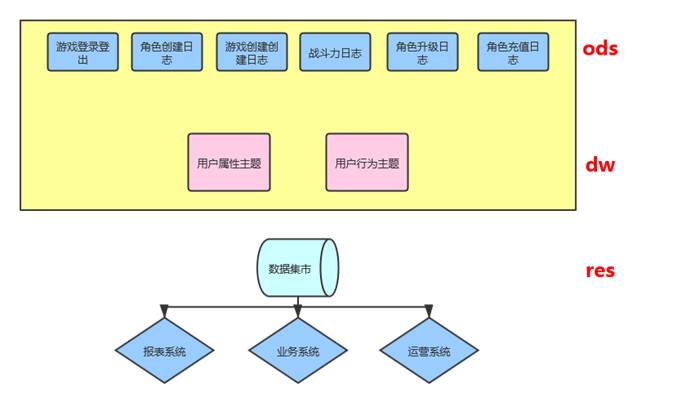 游戏登录登
出
角色创建日
志
游戏创建创
建日志
战斗力日志
角色升级日
志
角色充值日
志
ods
用户属性主题
用户行为主题
dw
数据集市
res
报表系统
业务系统
运营系统